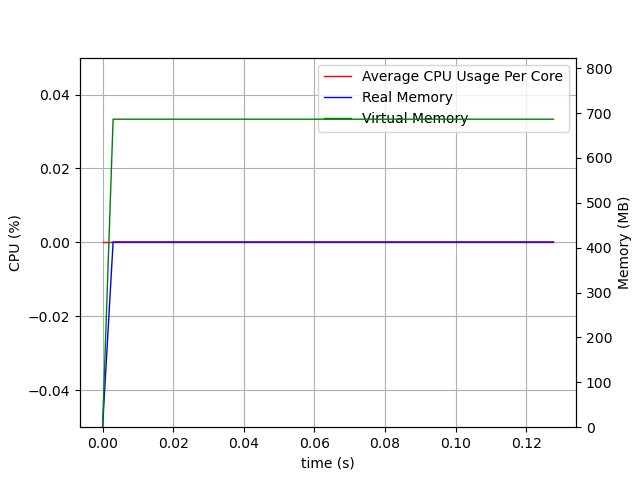 Average CPU Usage Per Core
Real Memory
Virtual Memory
0.04
0.02
0.00
−0.02
−0.04
CPU (%)
800
700
600
500
400
300
200
100
0
Memory (MB)
0.00 0.02 0.04 0.06 0.08 0.10 0.12
time (s)